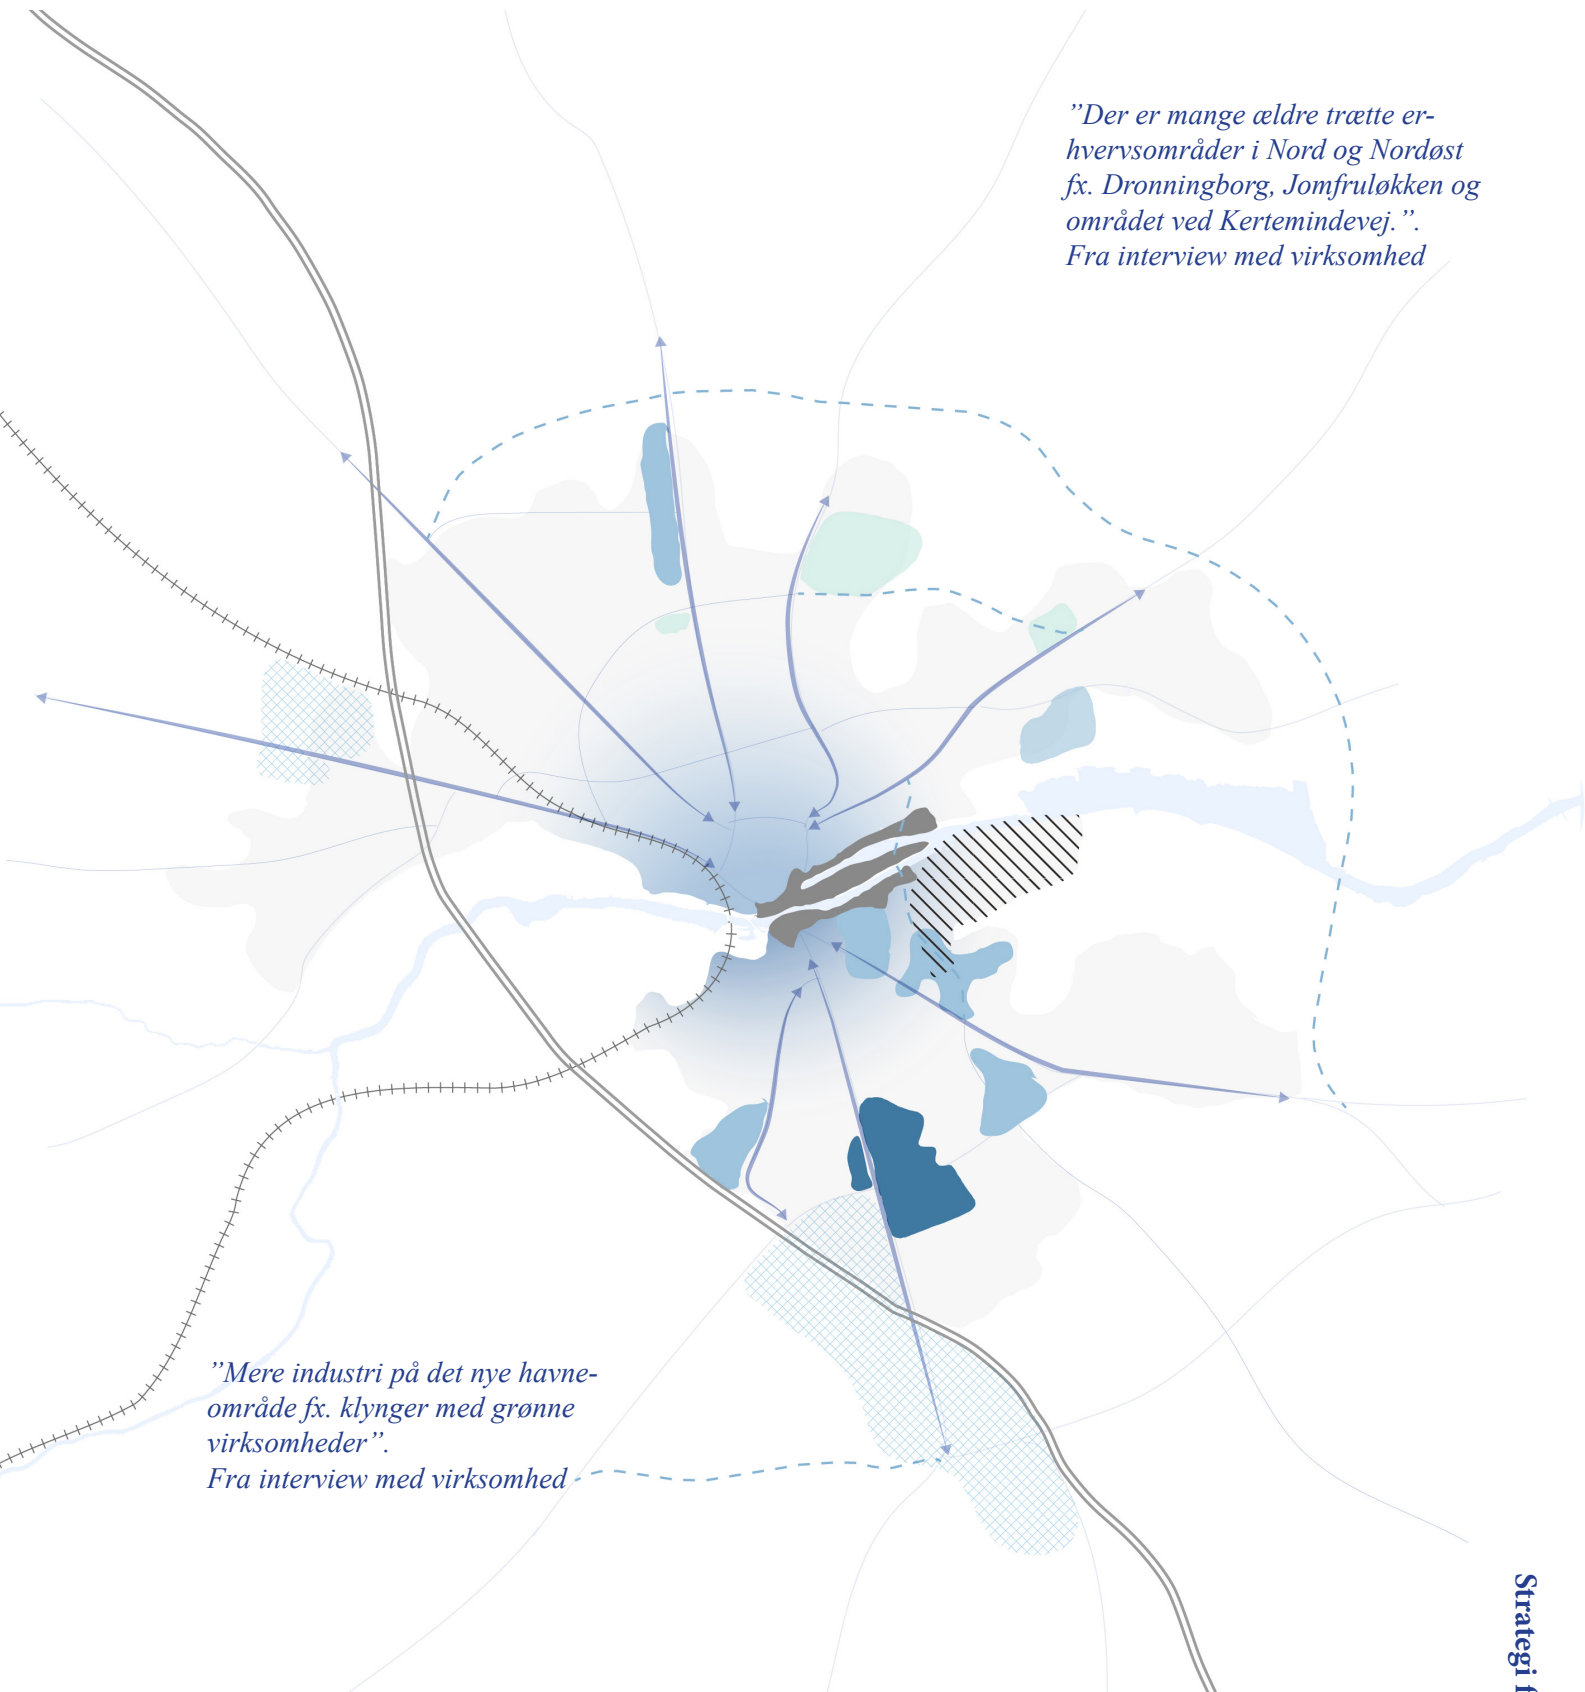 ”Der er mange ældre trætte er-
hvervsområder i Nord og Nordøst
fx. Dronningborg, Jomfruløkken og
området ved Kertemindevej.”.
Fra interview med virksomhed
”Mere industri på det nye havne-
område fx. klynger med grønne
virksomheder”.
Fra interview med virksomhed
Strategi